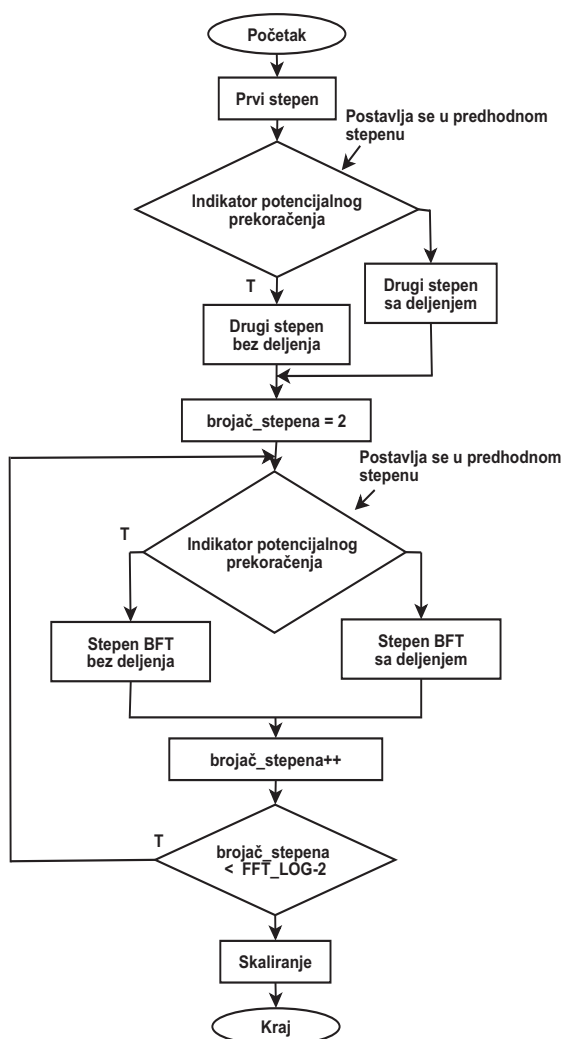 Početak
Prvi stepen
Postavlja se u predhodnom
stepenu
Indikator potencijalnog
prekoračenja
T
Drugi stepen
sa deljenjem
Drugi stepen
bez deljenja
brojač_stepena = 2
Postavlja se u predhodnom
stepenu
T
Indikator potencijalnog
prekoračenja
Stepen BFT
bez deljenja
Stepen BFT
sa deljenjem
brojač_stepena++
T
brojač_stepena
< FFT_LOG-2
Skaliranje
Kraj